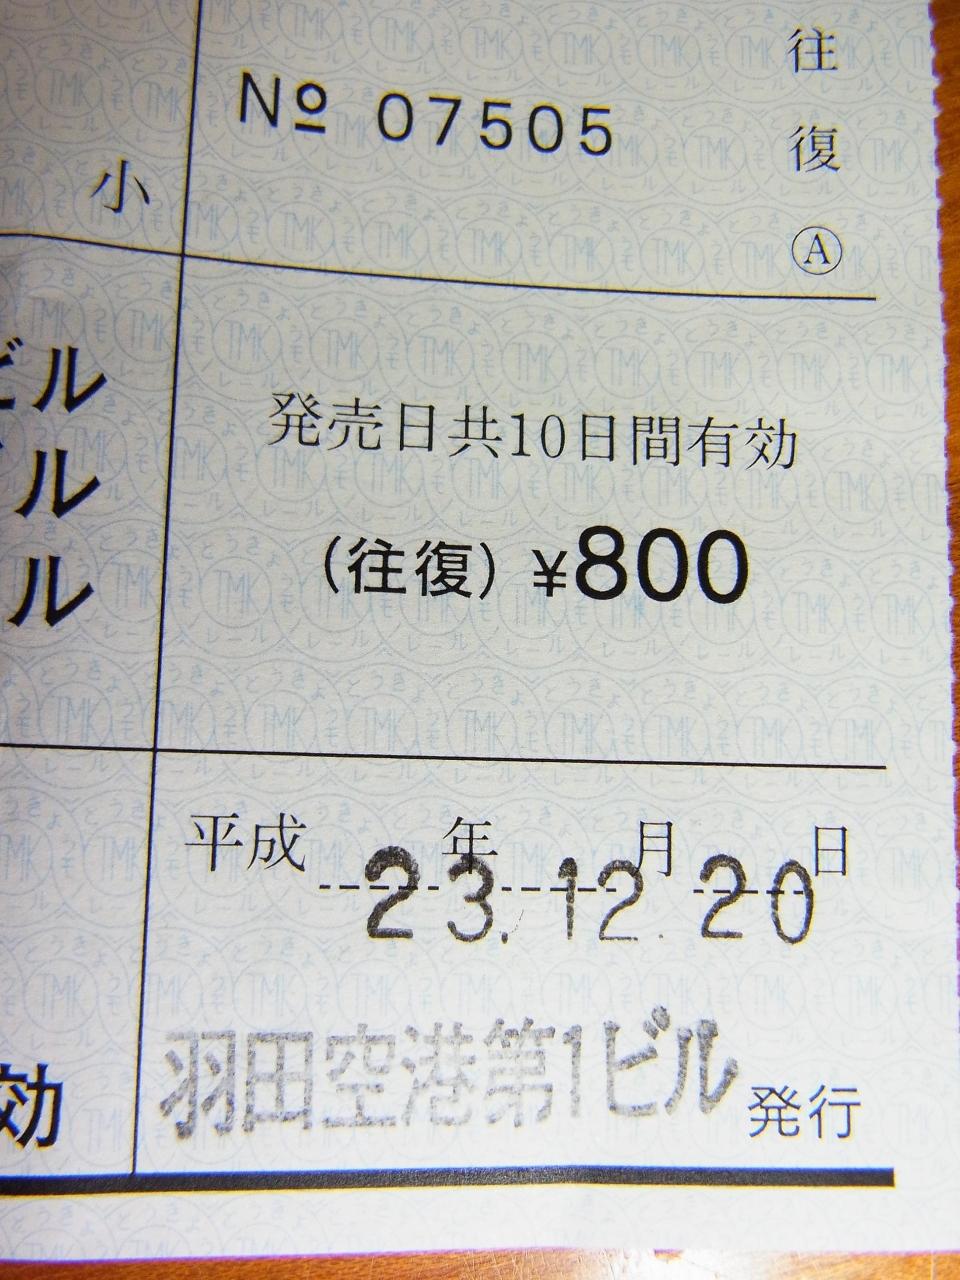 往復Ⓐ
№ 07505
小
ビル
ル
ル
発売日共10日間有効
(往復) ¥800
平成 年 月 日
23.12.20
羽田空港第1ビル 発行
効